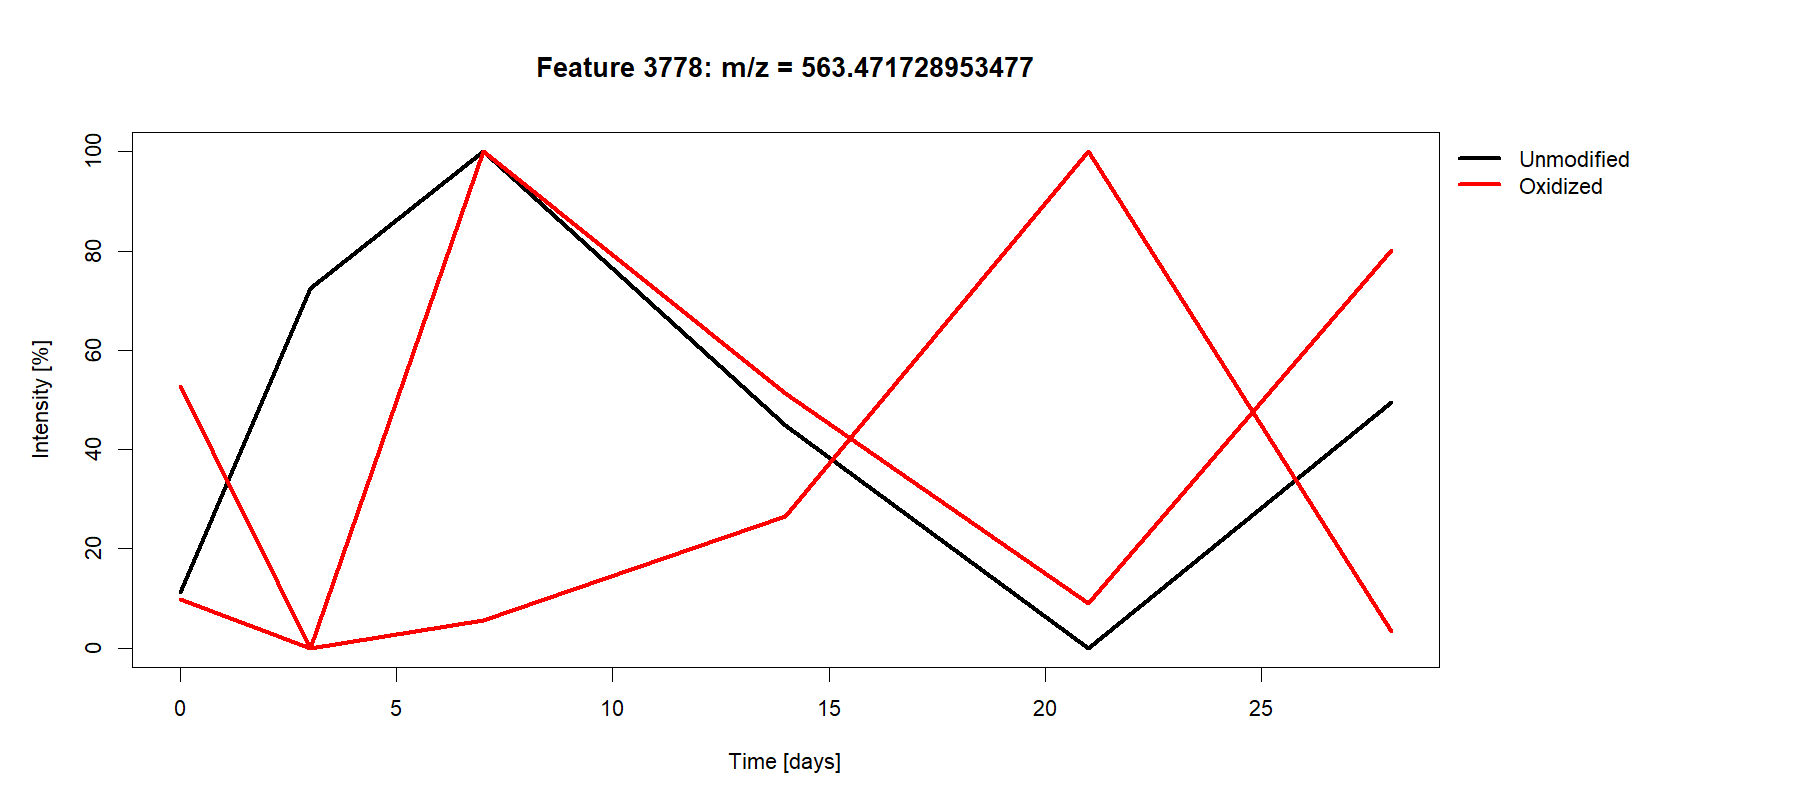 Feature 3778: m/z = 563.471728953477
Unmodified
Oxidized
Intensity [%]
100
80
60
40
20
0
0 5 10 15 20 25
Time [days]